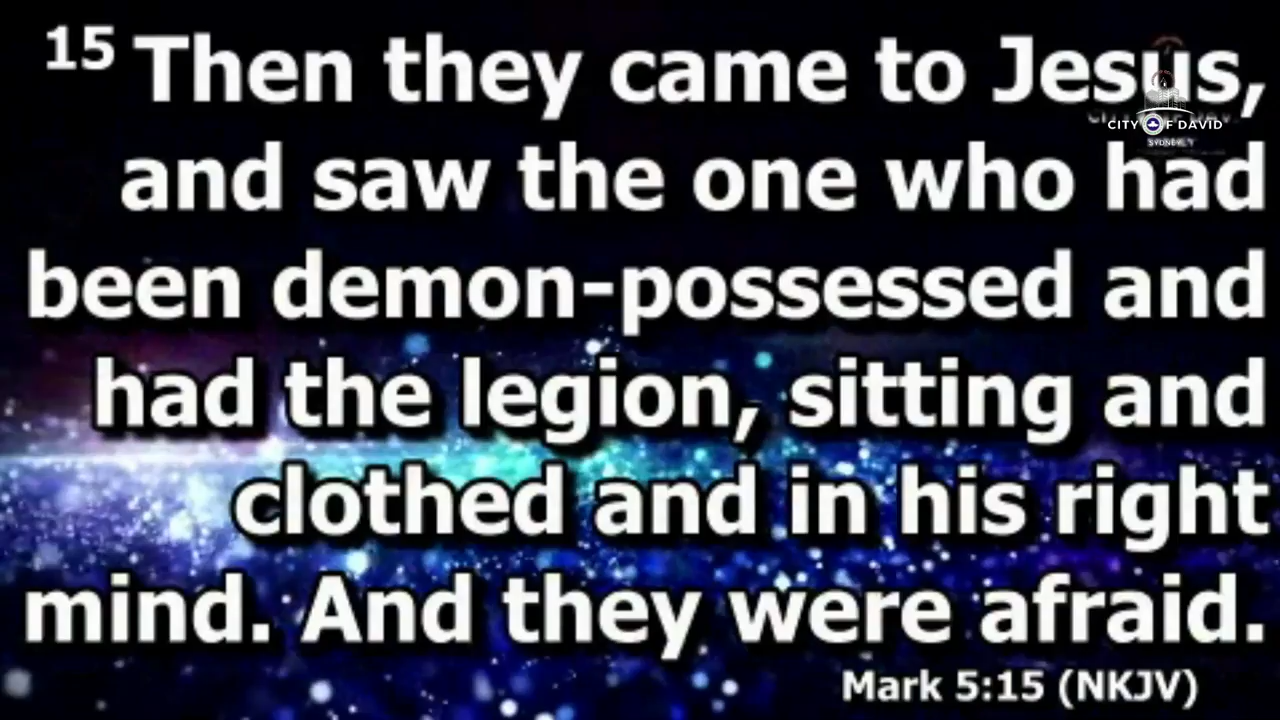 15 Then they came to Jesus,
and saw the one who had
been demon-possessed and
had the legion, sitting and
clothed and in his right
mind. And they were afraid.
Mark 5:15 (NKJV)
CITY OF DAVID
SYDNEY